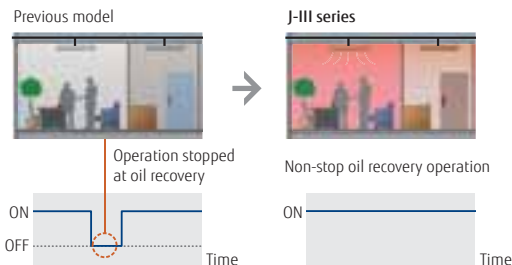 Previous model
J-III series
Operation stopped
at oil recovery
Non-stop oil recovery operation
ON
OFF
Time
ON
Time